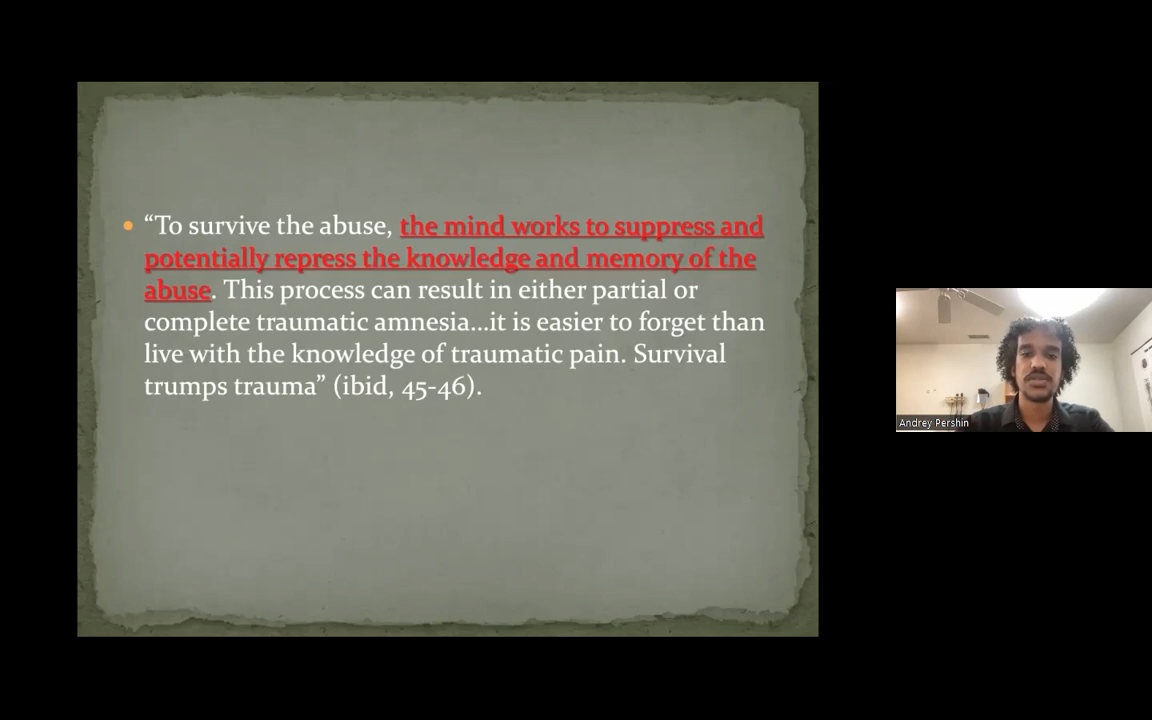 “To survive the abuse, the mind works to suppress and
potentially repress the knowledge and memory of the
abuse. This process can result in either partial or
complete traumatic amnesia…it is easier to forget than
live with the knowledge of traumatic pain. Survival
trumps trauma” (ibid, 45-46).
Andrey Pershin